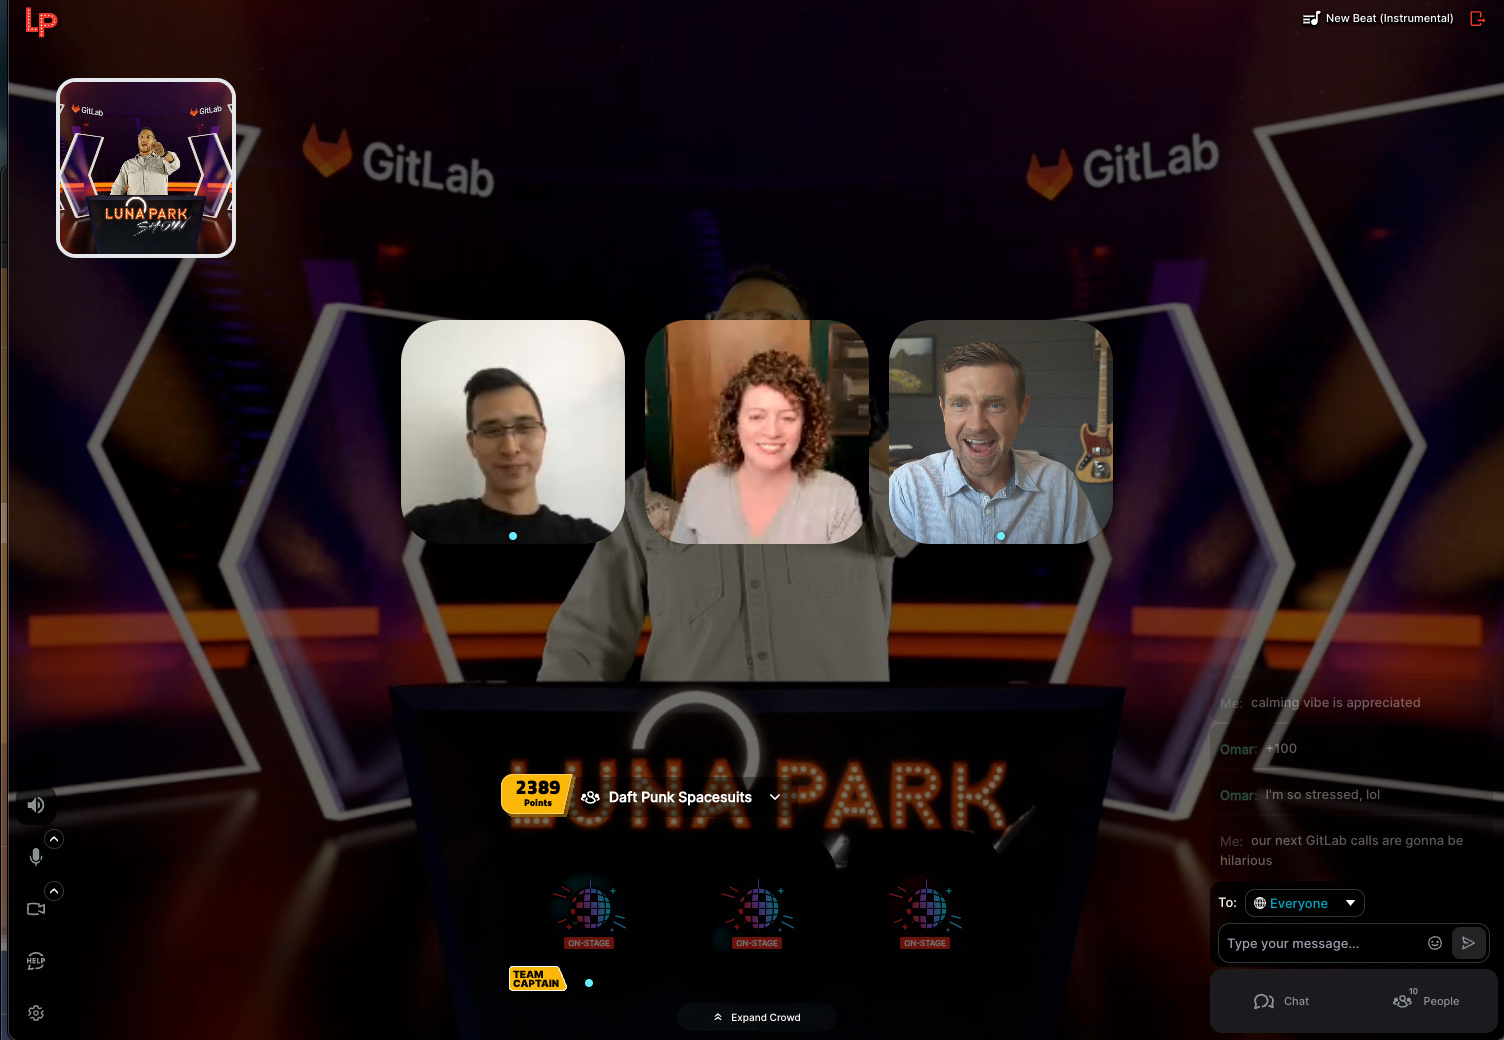 LP
New Beat (Instrumental)
GitLab
GitLab
LUNA PARK
SHOW
GitLab
GitLab
LUNA PARK
2389
Points
Daft Punk Spacesuits
ON-STAGE
ON-STAGE
ON-STAGE
TEAM
CAPTAIN
Expand Crowd
HELP
Me: calming vibe is appreciated
Omar: +100
Omar: I'm so stressed, lol
Me: our next GitLab calls are gonna be
hilarious
To: Everyone
Type your message...
Chat
10
People